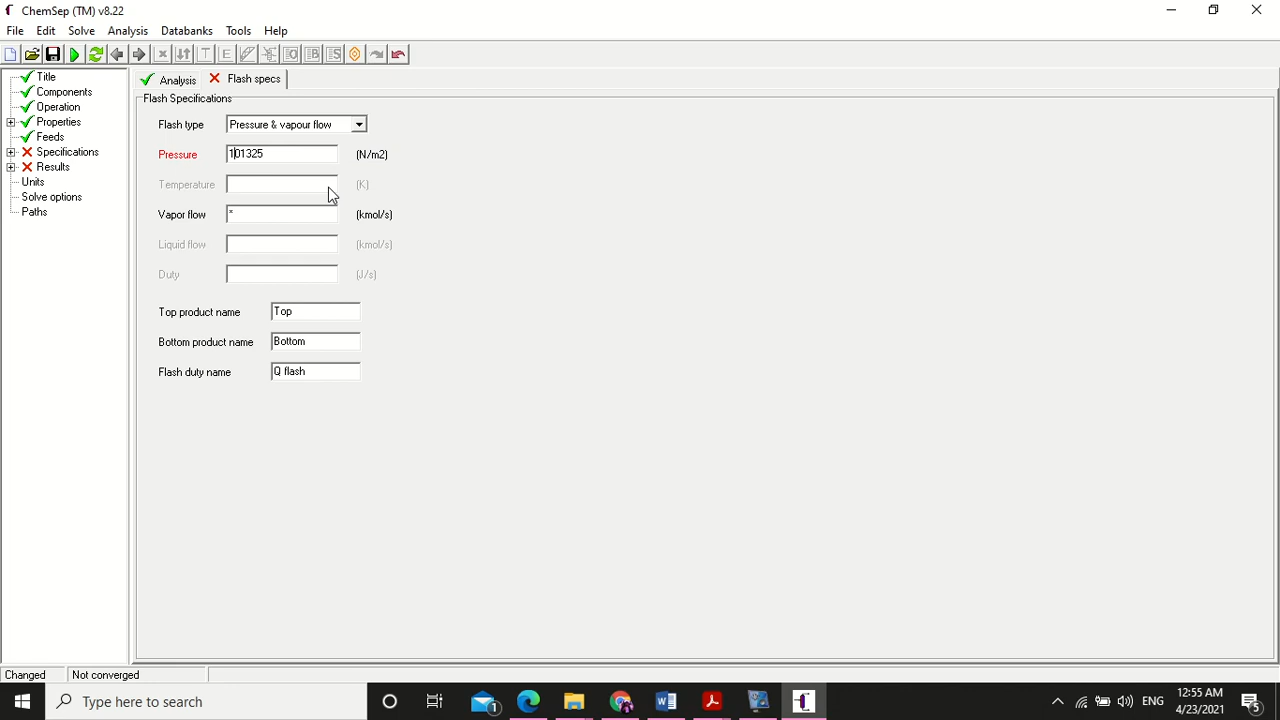 ChemSep (TM) v8.22
File Edit Solve Analysis Databanks Tools Help
Title
Components
Operation
Properties
Feeds
Specifications
Results
Units
Solve options
Paths
Analysis Flash specs
Flash Specifications
Flash type Pressure & vapour flow
Pressure 101325 (N/m2)
Temperature (K)
Vapor flow * (kmol/s)
Liquid flow (kmol/s)
Duty (J/s)
Top product name Top
Bottom product name Bottom
Flash duty name Q flash
Changed Not converged
Type here to search
1
ENG
12:55 AM
4/23/2021
5